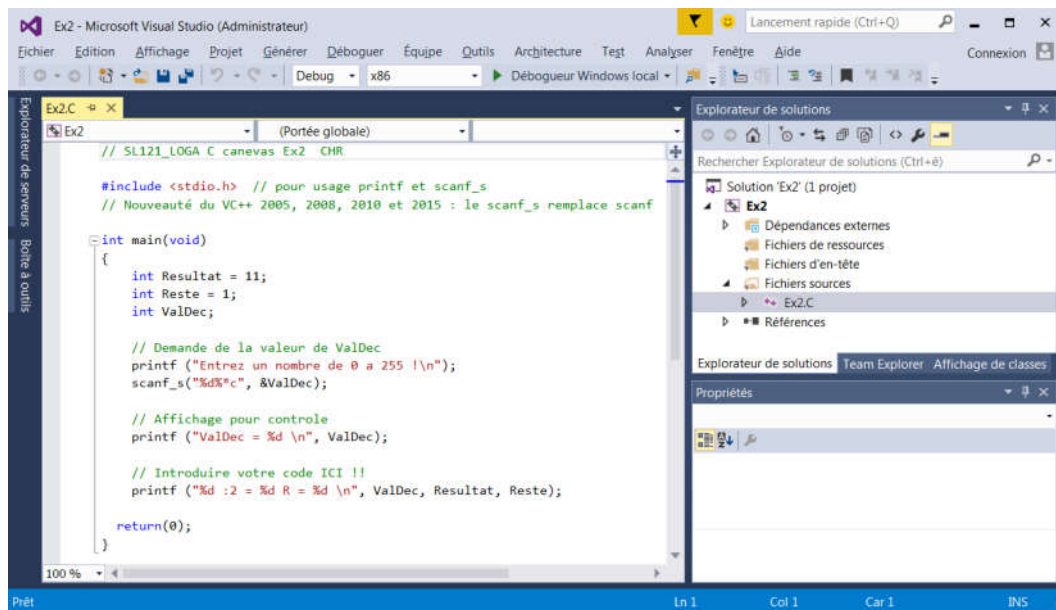 Ex2 - Microsoft Visual Studio (Administrateur)
Lancement rapide (Ctrl+Q)
Fichier Edition Affichage Projet Générer Déboguer Équipe Outils Architecture Test Analyser Fenêtre Aide
Connexion
Debug x86 Débogueur Windows local
Explorateur de serveurs
Boîte à outils
Ex2.C
Ex2 (Portée globale)
// SL121_LOGA C canevas Ex2 CHR
#include <stdio.h> // pour usage printf et scanf_s
// Nouveauté du VC++ 2005, 2008, 2010 et 2015 : le scanf_s remplace scanf
int main(void)
{
int Resultat = 11;
int Reste = 1;
int ValDec;
// Demande de la valeur de ValDec
printf ("Entrez un nombre de 0 a 255 !\n");
scanf_s("%d%*c", &ValDec);
// Affichage pour controle
printf ("ValDec = %d \n", ValDec);
// Introduire votre code ICI !!
printf ("%d :2 = %d R = %d \n", ValDec, Resultat, Reste);
return(0);
}
100 %
Explorateur de solutions
Rechercher Explorateur de solutions (Ctrl+è)
Solution 'Ex2' (1 projet)
Ex2
Dépendances externes
Fichiers de ressources
Fichiers d'en-tête
Fichiers sources
Ex2.C
Références
Explorateur de solutions Team Explorer Affichage de classes
Propriétés
Prêt Ln 1 Col 1 Car 1 INS